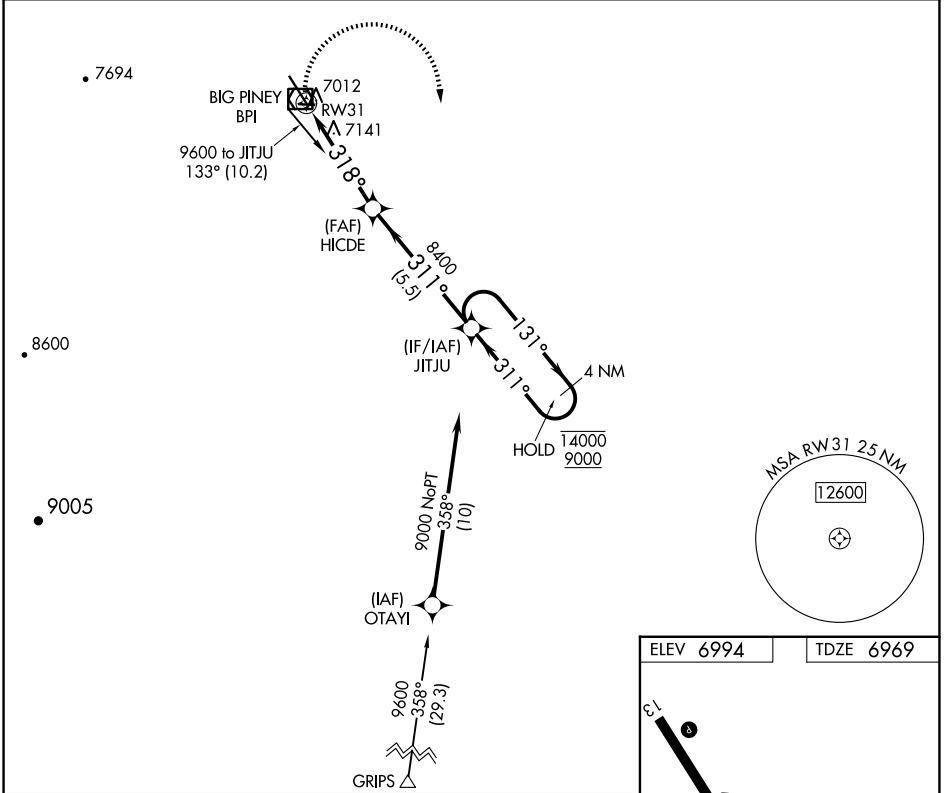 7694
BIG PINEY
BPI
7012
RW31
7141
9600 to JITJU
133° (10.2)
318°
(FAF)
HICDE
8400
311°
(5.5)
8600
(IF/IAF)
JITJU
131°
311°
4 NM
HOLD
14000
9000
MSA RW31 25 NM
12600
9005
9000 NoPT
358°
(10)
(IAF)
OTAYI
9600
358°
(29.3)
GRIPS
ELEV 6994
TDZE 6969
13
P